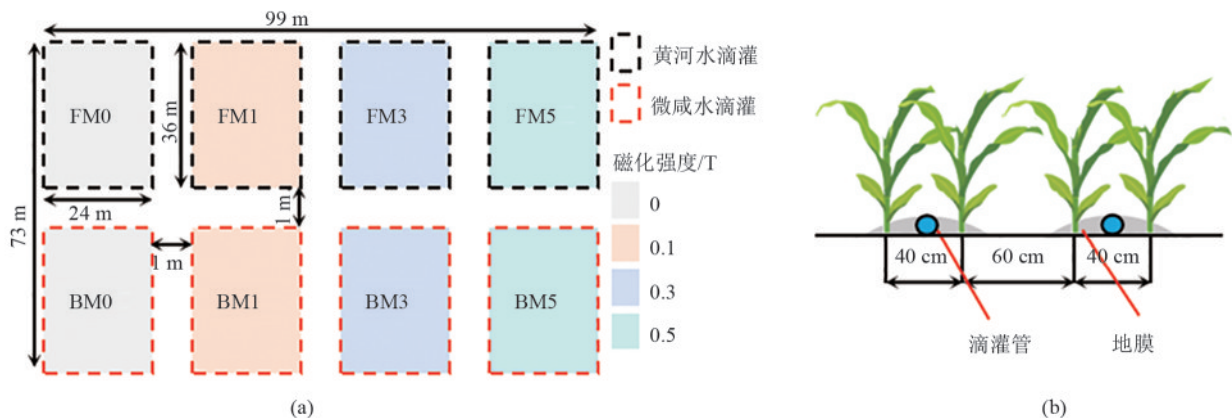 99 m
黄河水滴灌
微咸水滴灌
FM0
FM1
FM3
FM5
36 m
磁化强度/T
24 m
1 m
0
73 m
1 m
0.1
BM0
BM1
BM3
BM5
0.3
0.5
(a)
40 cm
60 cm
40 cm
滴灌管
地膜
(b)